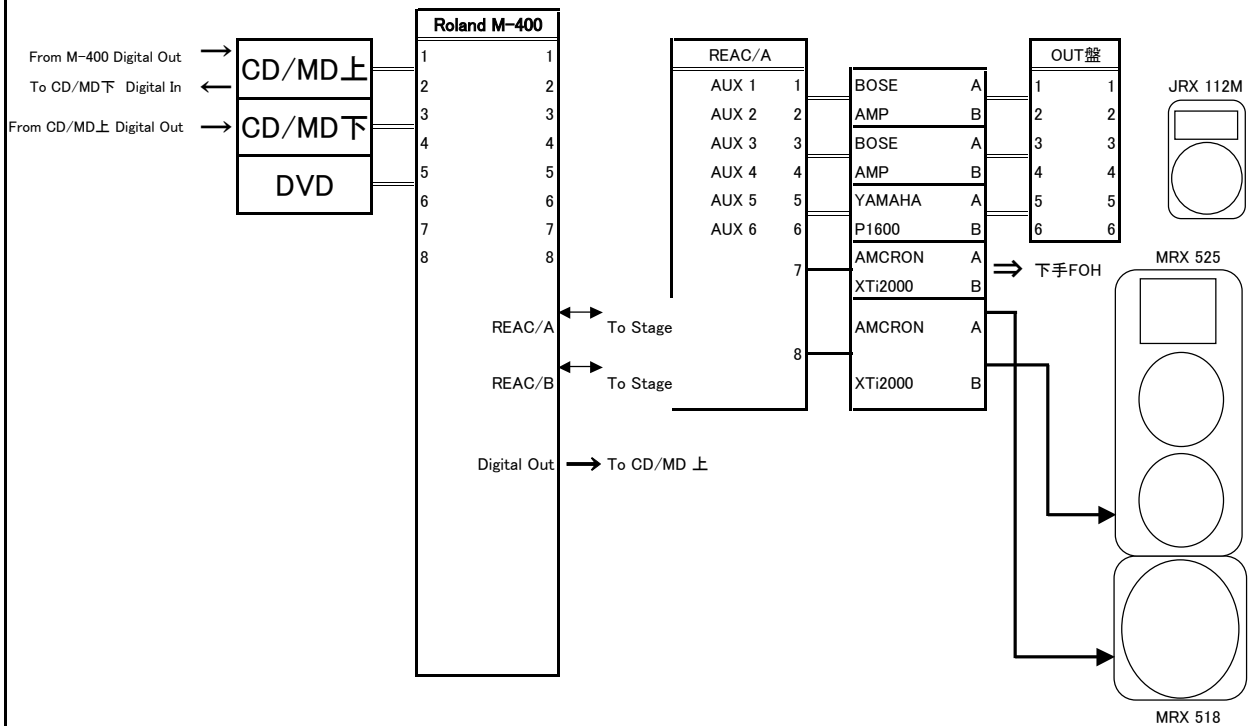 Roland M-400
From M-400 Digital Out
To CD/MD下 Digital In
From CD/MD上 Digital Out
CD/MD上
CD/MD下
DVD
1 1
2 2
3 3
4 4
5 5
6 6
7 7
8 8
REAC/A
To Stage
REAC/B
To Stage
Digital Out
To CD/MD 上
REAC/A
AUX 1 1
AUX 2 2
AUX 3 3
AUX 4 4
AUX 5 5
AUX 6 6
7
8
BOSE A
AMP B
BOSE A
AMP B
YAMAHA A
P1600 B
AMCRON A
XTi2000 B
AMCRON A
XTi2000 B
下手FOH
OUT盤
1 1
2 2
3 3
4 4
5 5
6 6
JRX 112M
MRX 525
MRX 518